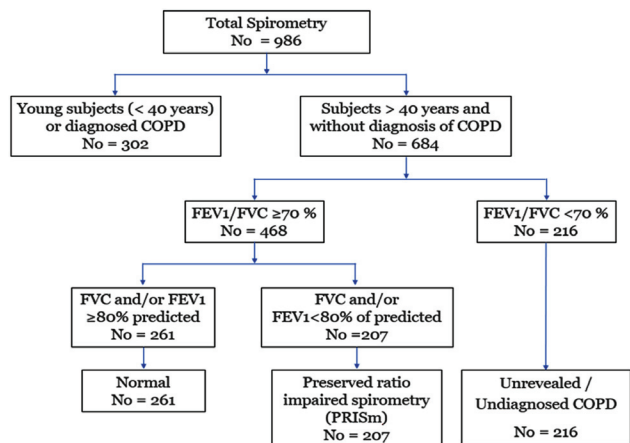 Total Spirometry
No = 986
Young subjects (< 40 years)
or diagnosed COPD
No = 302
Subjects > 40 years and
without diagnosis of COPD
No = 684
FEV1/FVC ≥70 %
No = 468
FEV1/FVC <70 %
No = 216
FVC and/or FEV1
≥80% predicted
No = 261
FVC and/or
FEV1<80% of predicted
No =207
Normal
No = 261
Preserved ratio
impaired spirometry
(PRISm)
No = 207
Unrevealed /
Undiagnosed COPD
No = 216